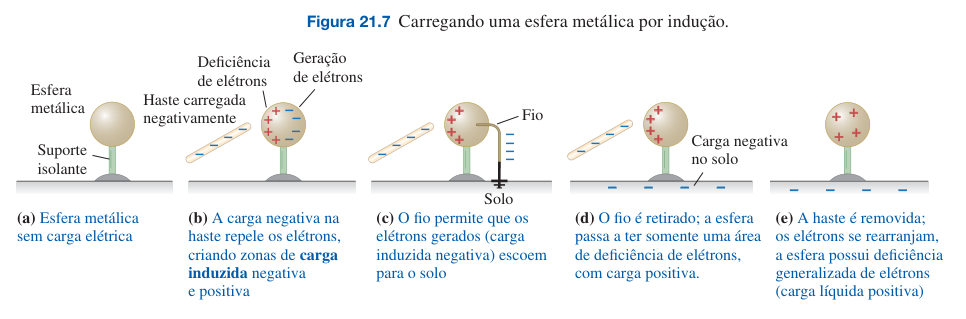 Figura 21.7 Carregando uma esfera metálica por indução.
Esfera
metálica
Suporte
isolante
Deficiência
de elétrons
Geração
de elétrons
Haste carregada
negativamente
Fio
Solo
Carga negativa
no solo
(a) Esfera metálica
sem carga elétrica
(b) A carga negativa na
haste repele os elétrons,
criando zonas de carga
induzida negativa
e positiva
(c) O fio permite que os
elétrons gerados (carga
induzida negativa) escoem
para o solo
(d) O fio é retirado; a esfera
passa a ter somente uma área
de deficiência de elétrons,
com carga positiva.
(e) A haste é removida;
os elétrons se rearranjam,
a esfera possui deficiência
generalizada de elétrons
(carga líquida positiva)